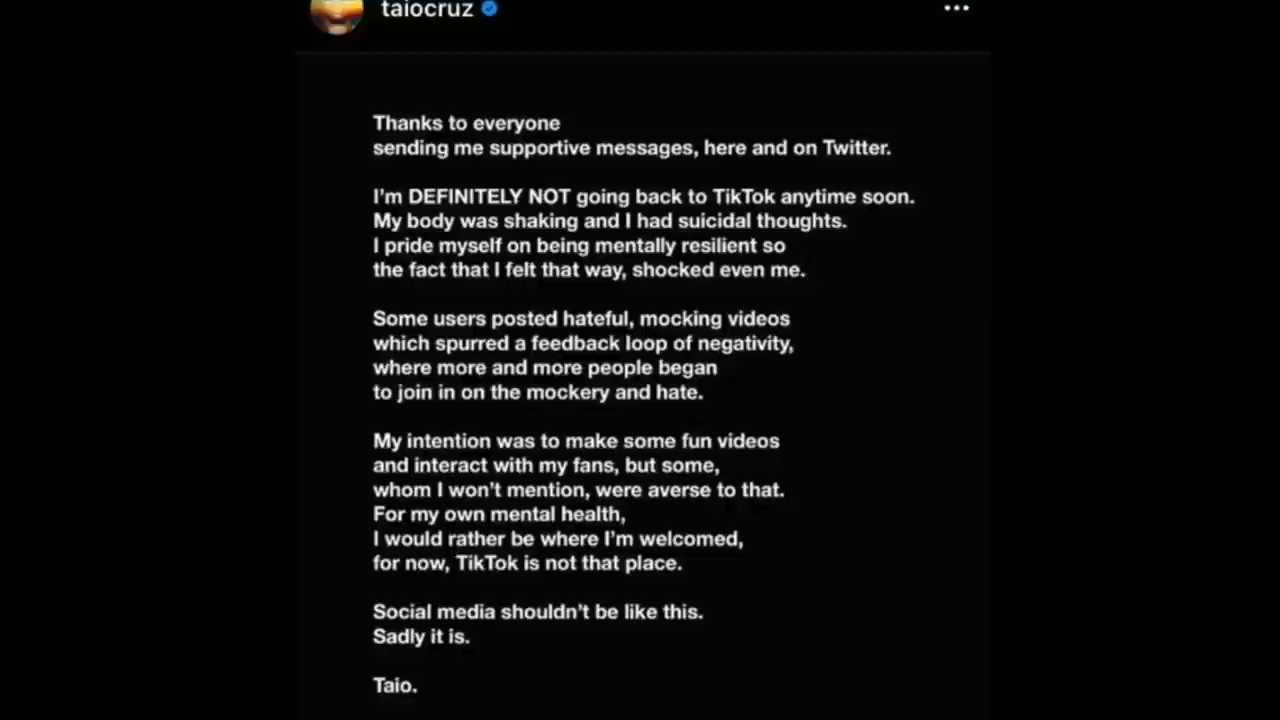 taiocruz
Thanks to everyone
sending me supportive messages, here and on Twitter.
I'm DEFINITELY NOT going back to TikTok anytime soon.
My body was shaking and I had suicidal thoughts.
I pride myself on being mentally resilient so
the fact that I felt that way, shocked even me.
Some users posted hateful, mocking videos
which spurred a feedback loop of negativity,
where more and more people began
to join in on the mockery and hate.
My intention was to make some fun videos
and interact with my fans, but some,
whom I won't mention, were averse to that.
For my own mental health,
I would rather be where I'm welcomed,
for now, TikTok is not that place.
Social media shouldn't be like this.
Sadly it is.
Taio.